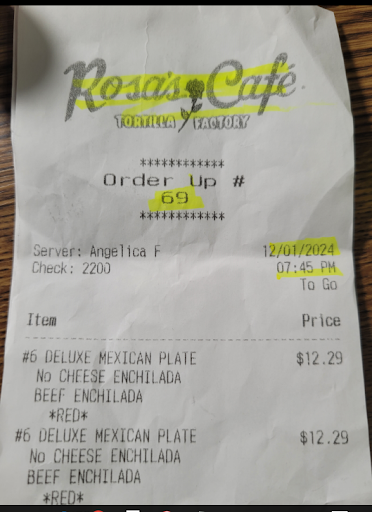 Rosa's Café
TORTILLA FACTORY
************
Order Up #
69
************
Server: Angelica F 12/01/2024
Check: 2200 07:45 PM
To Go
Item Price
#6 DELUXE MEXICAN PLATE $12.29
No CHEESE ENCHILADA
BEEF ENCHILADA
*RED*
#6 DELUXE MEXICAN PLATE $12.29
No CHEESE ENCHILADA
BEEF ENCHILADA
*RED*